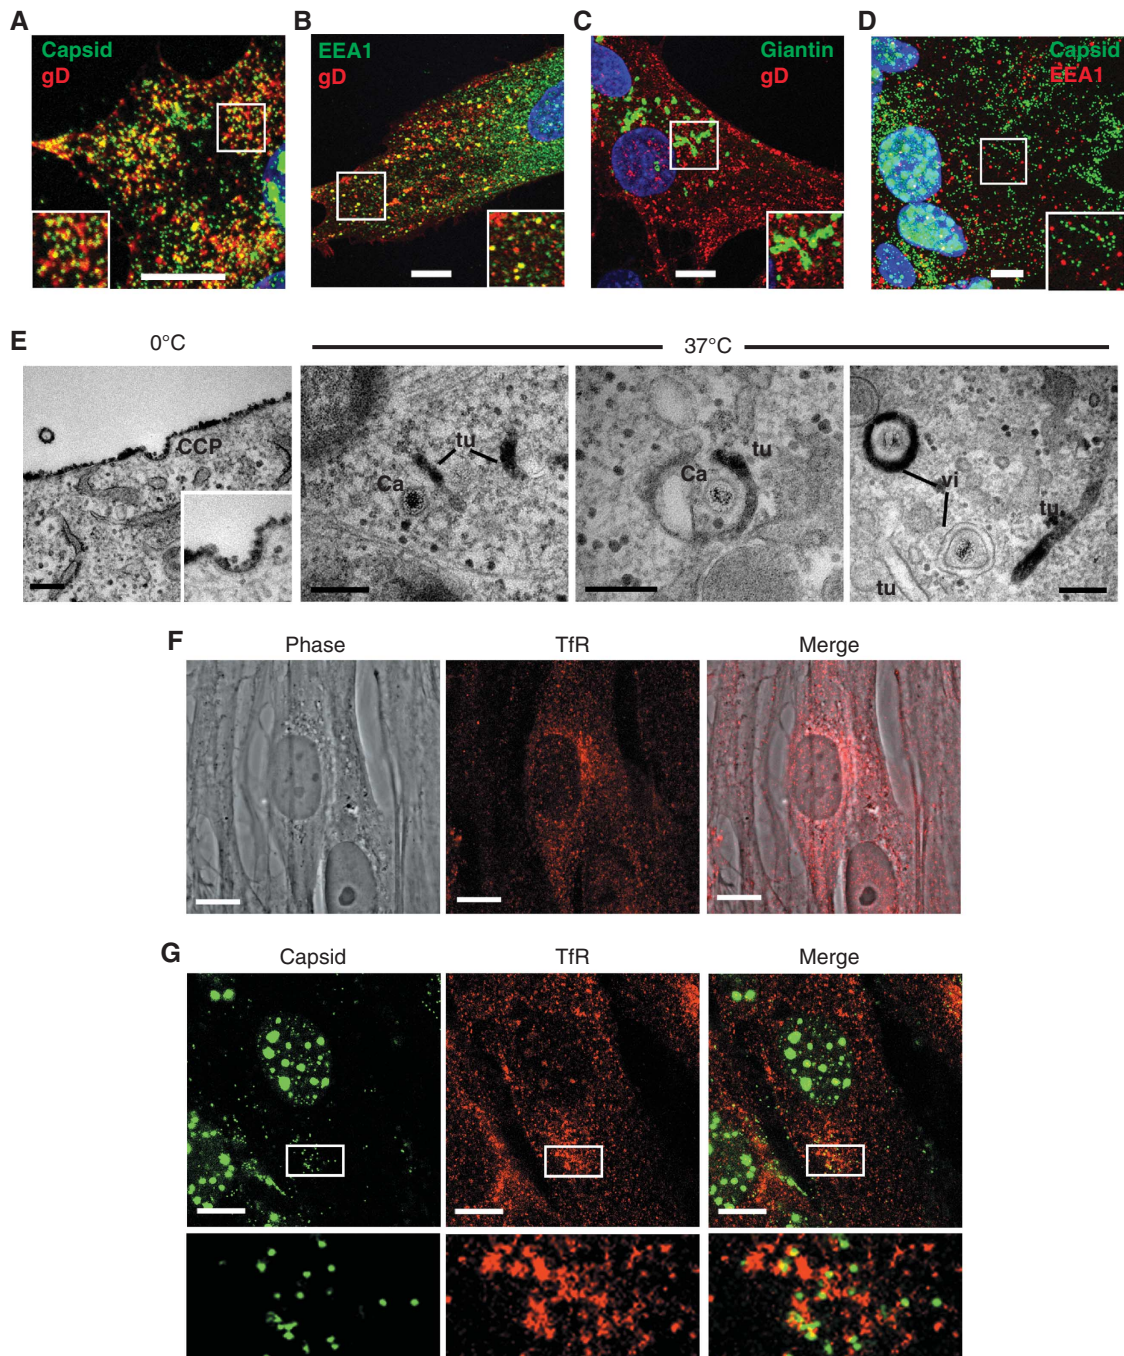 A
Capsid
gD
B
EEA1
gD
C
Giantin
gD
D
Capsid
EEA1
E
0°C
37°C
CCP
tu
Ca
Ca
tu
vi
tu
tu
F
Phase
TfR
Merge
G
Capsid
TfR
Merge